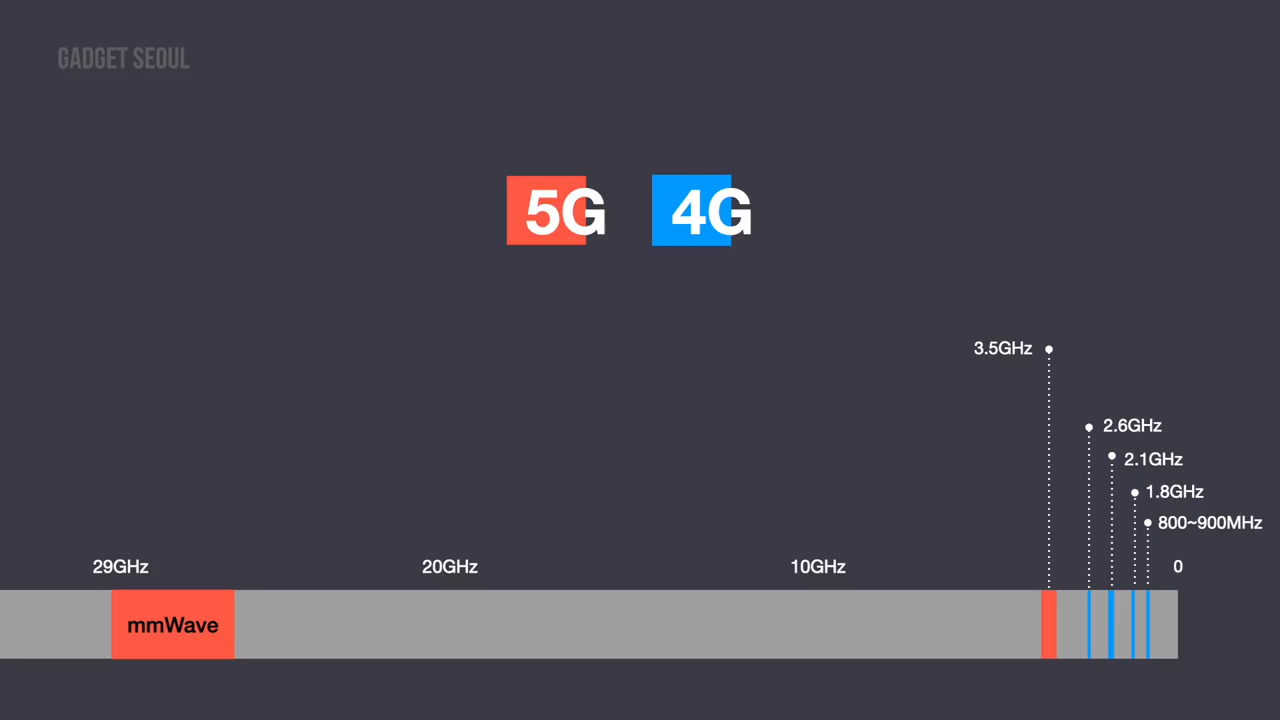 GADGET SEOUL
5G 4G
3.5GHz
2.6GHz
2.1GHz
1.8GHz
800~900MHz
29GHz 20GHz 10GHz 0
mmWave